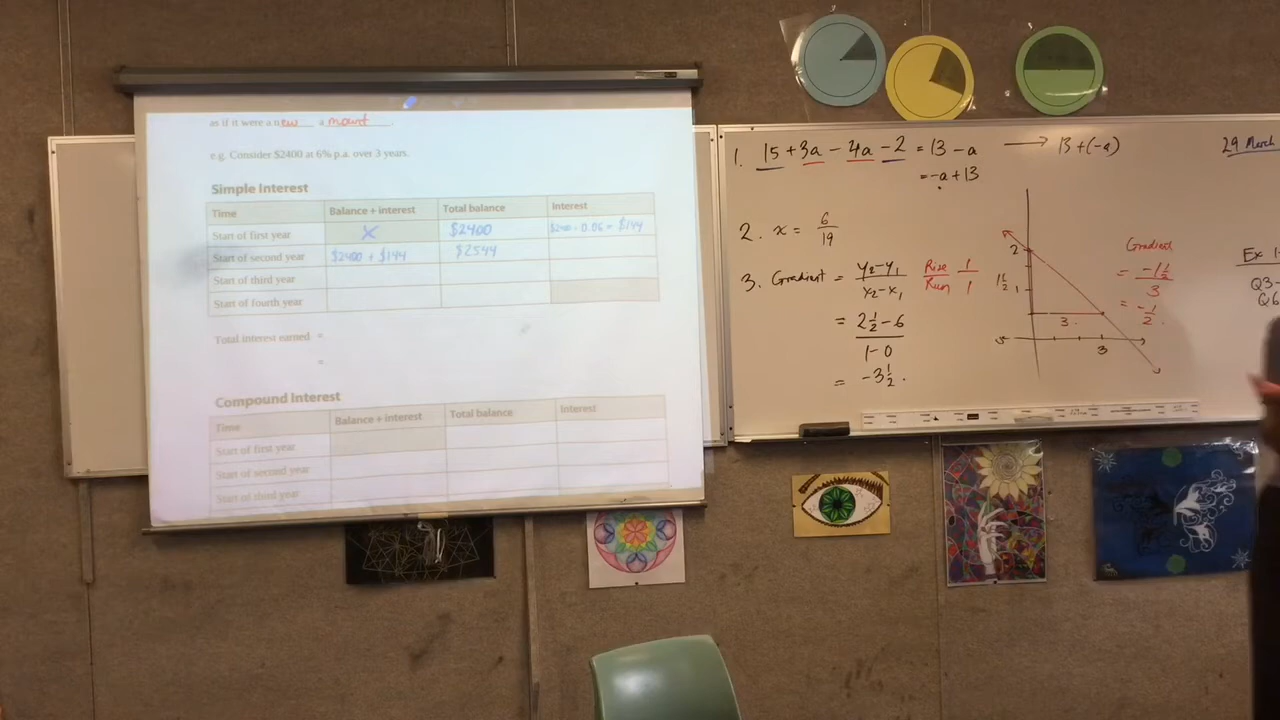 as if it were a new amount.
e.g. Consider $2400 at 6% p.a. over 3 years.
Simple Interest
Time Balance + interest Total balance Interest
Start of first year X $2400 $2400 × 0.06 = $144
Start of second year $2400 + $144 $2544
Start of third year
Start of fourth year
Total interest earned =
=
Compound Interest
Time Balance + interest Total balance Interest
Start of first year
Start of second year
Start of third year
1. 15 + 3a - 4a - 2 = 13 - a → 13 + (-a)
= -a + 13
2. x = 6/19
3. Gradient = y₂-y₁/x₂-x₁ Rise/Run 1/1
= 2½-6/1-0
= -3½.
2
1½ 1
3.
3
Gradient
= -1½/3
= -½.
29 March
Ex 1
Q3-
Q6